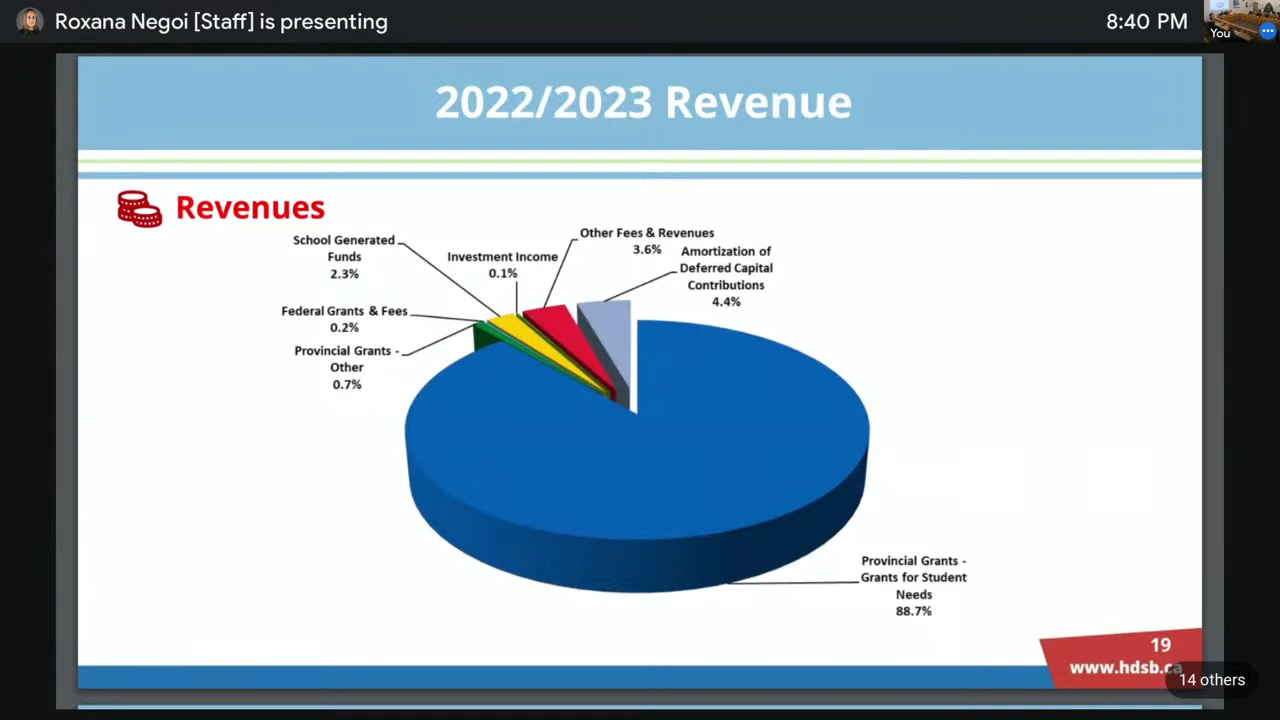 Roxana Negoi [Staff] is presenting
8:40 PM
You
2022/2023 Revenue
Revenues
School Generated
Funds
2.3%
Investment Income
0.1%
Other Fees & Revenues
3.6%
Amortization of
Deferred Capital
Contributions
4.4%
Federal Grants & Fees
0.2%
Provincial Grants -
Other
0.7%
Provincial Grants -
Grants for Student
Needs
88.7%
19
www.hdsb.ca
14 others